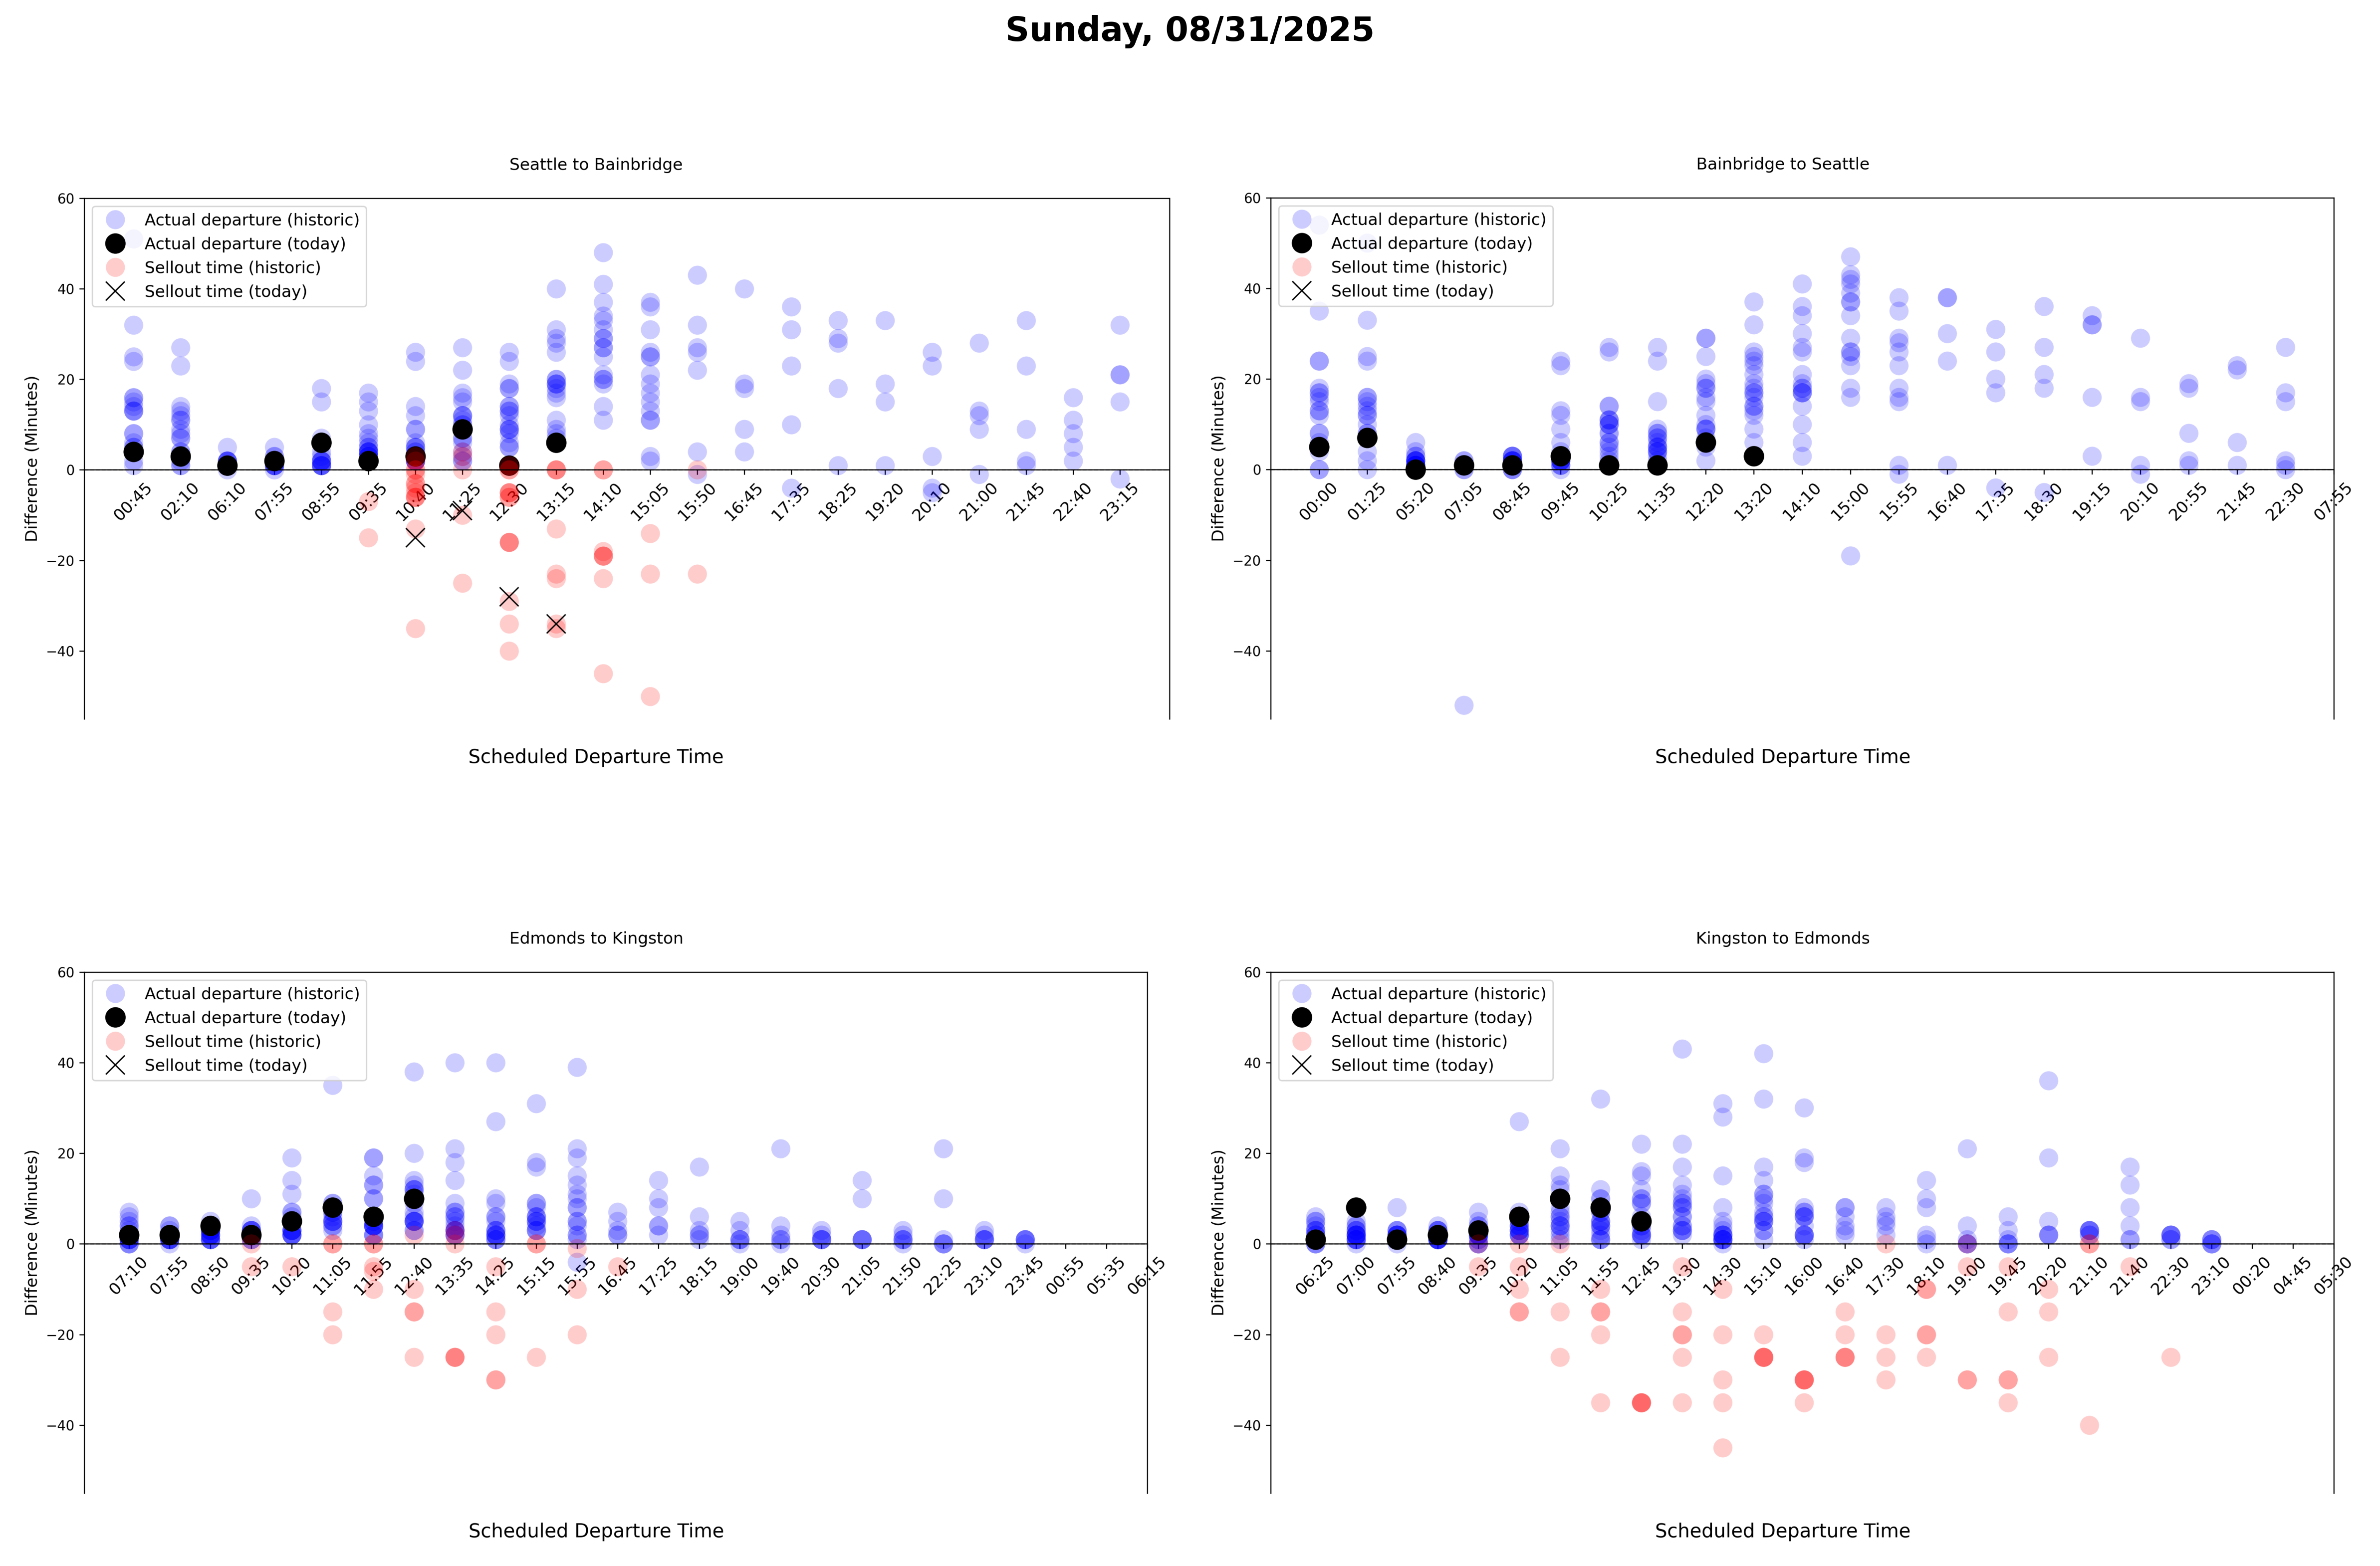 Sunday, 08/31/2025
Seattle to Bainbridge
60
40
20
0
−20
−40
Difference (Minutes)
Actual departure (historic)
Actual departure (today)
Sellout time (historic)
Sellout time (today)
00:45 02:10 06:10 07:55 08:55 09:35 10:40 11:25 12:30 13:15 14:10 15:05 15:50 16:45 17:35 18:25 19:20 20:10 21:00 21:45 22:40 23:15
Scheduled Departure Time
Bainbridge to Seattle
60
40
20
0
−20
−40
Difference (Minutes)
Actual departure (historic)
Actual departure (today)
Sellout time (historic)
Sellout time (today)
00:00 01:25 05:20 07:05 08:45 09:45 10:25 11:35 12:20 13:20 14:10 15:00 15:55 16:40 17:35 18:30 19:15 20:10 20:55 21:45 22:30 07:55
Scheduled Departure Time
Edmonds to Kingston
60
40
20
0
−20
−40
Difference (Minutes)
Actual departure (historic)
Actual departure (today)
Sellout time (historic)
Sellout time (today)
07:10 07:55 08:50 09:35 10:20 11:05 11:55 12:40 13:35 14:25 15:15 15:55 16:45 17:25 18:15 19:00 19:40 20:30 21:05 21:50 22:25 23:10 23:45 00:55 05:35 06:15
Scheduled Departure Time
Kingston to Edmonds
60
40
20
0
−20
−40
Difference (Minutes)
Actual departure (historic)
Actual departure (today)
Sellout time (historic)
Sellout time (today)
06:25 07:00 07:55 08:40 09:35 10:20 11:05 11:55 12:45 13:30 14:30 15:10 16:00 16:40 17:30 18:10 19:00 19:45 20:20 21:10 21:40 22:30 23:10 00:20 04:45 05:30
Scheduled Departure Time